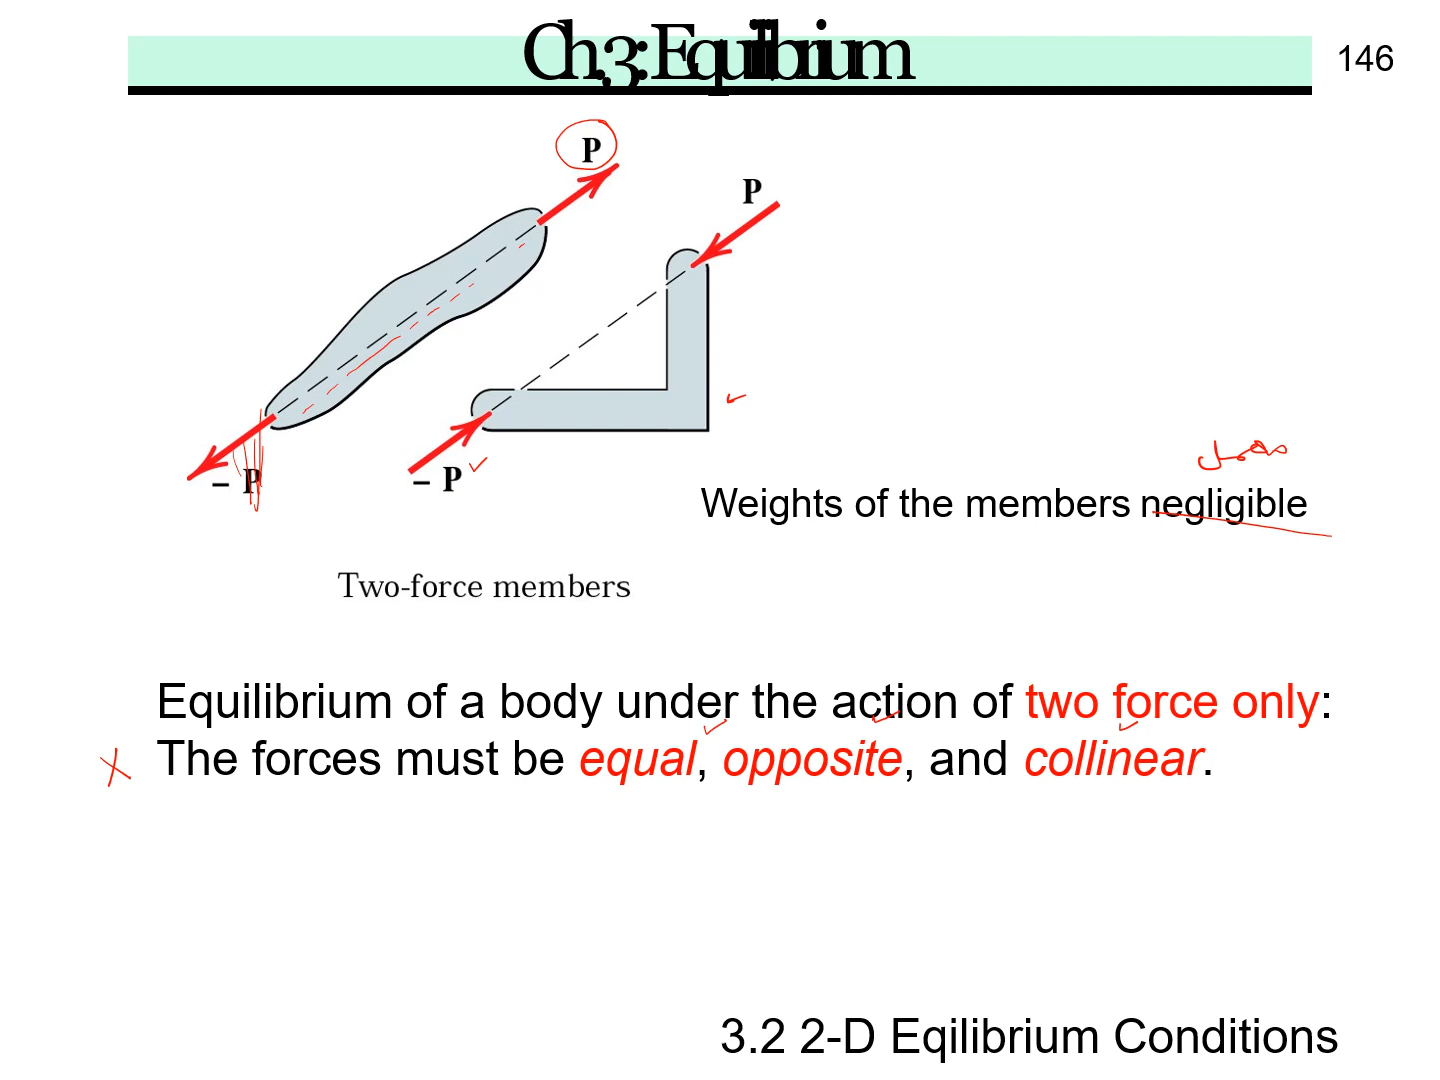 Ch.3: Equilibrium
146
P
P
– P
– P
مهمل
Weights of the members negligible
Two-force members
Equilibrium of a body under the action of two force only:
The forces must be equal, opposite, and collinear.
3.2 2-D Eqilibrium Conditions